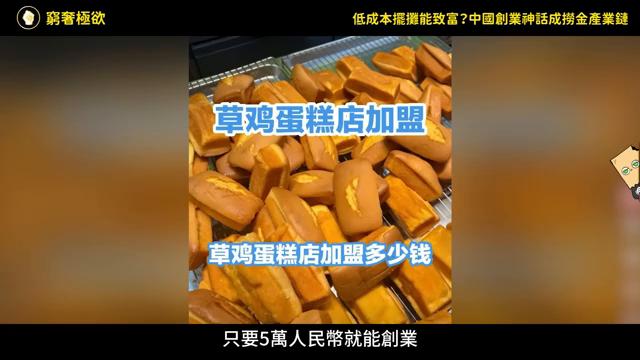 窮奢極欲
低成本擺攤能致富？中國創業神話成撈金產業鏈
草鸡蛋糕店加盟
草鸡蛋糕店加盟多少钱
只要5萬人民幣就能創業